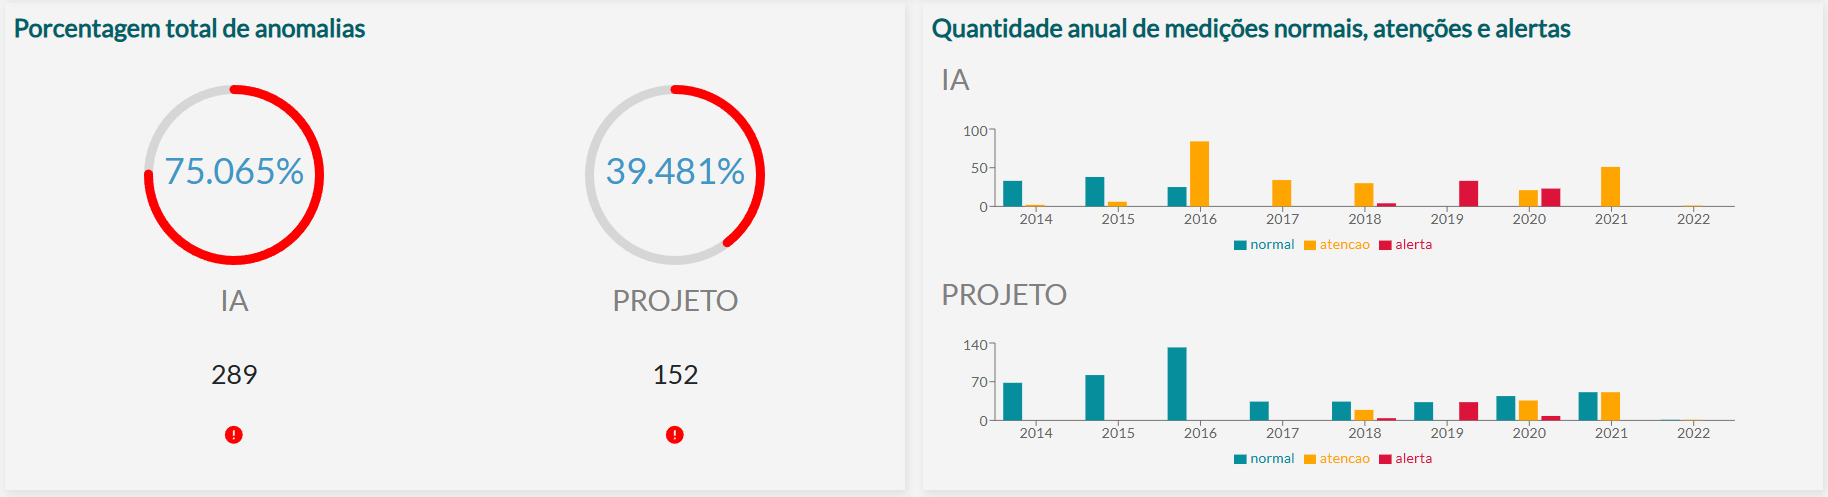 Porcentagem total de anomalias
75.065%
39.481%
IA
PROJETO
289
152
Quantidade anual de medições normais, atenções e alertas
IA
100
50
0
2014 2015 2016 2017 2018 2019 2020 2021 2022
normal atencao alerta
PROJETO
140
70
0
2014 2015 2016 2017 2018 2019 2020 2021 2022
normal atencao alerta